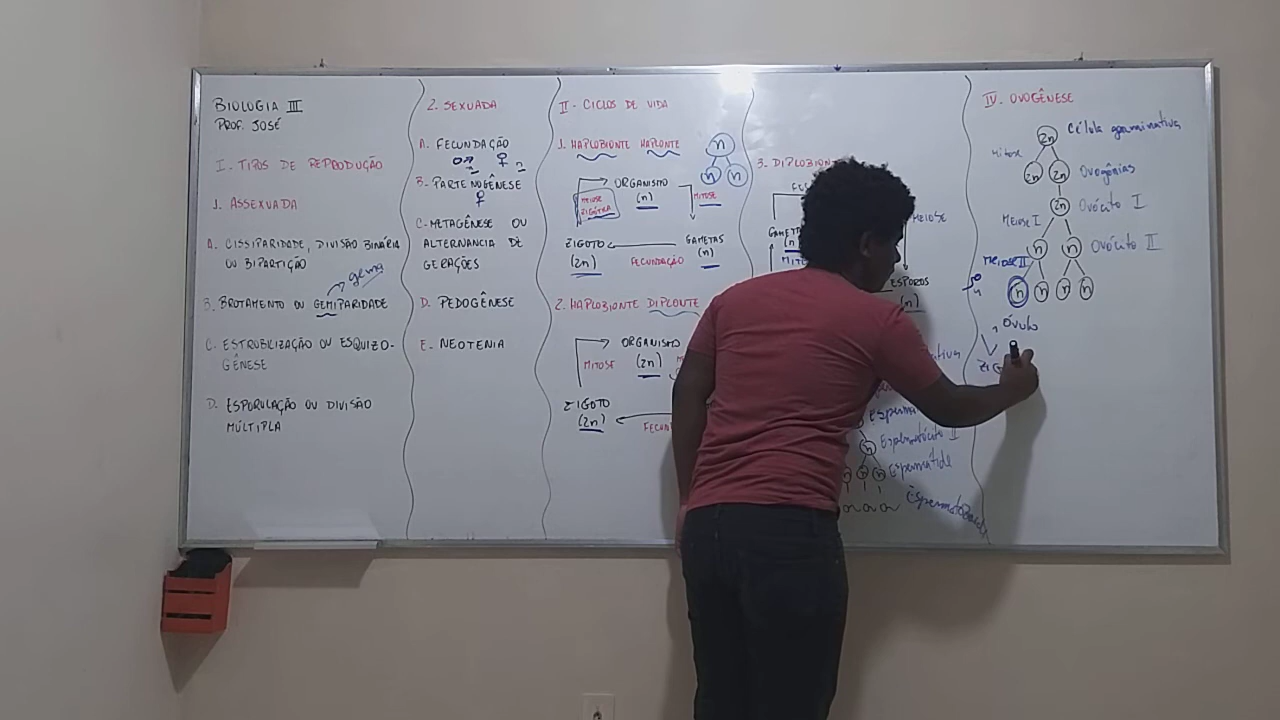 BIOLOGIA III
PROF. JOSÉ
I. TIPOS DE REPRODUÇÃO
1. ASSEXUADA
A. CISSIPARIDADE, DIVISÃO BINÁRIA
OU BIPARTIÇÃO
gema
B. BROTAMENTO OU GEMIPARIDADE
C. ESTROBILIZAÇÃO OU ESQUIZO-
GÊNESE
D. ESPORULAÇÃO OU DIVISÃO
MÚLTIPLA
2. SEXUADA
A. FECUNDAÇÃO
♂ ♀
B. PARTENOGÊNESE
♀
C. METAGÊNESE OU
ALTERNANCIA DE
GERAÇÕES
D. PEDOGÊNESE
E. NEOTENIA
II - CICLOS DE VIDA
1. HAPLOBIONTE HAPLONTE
n
n n
ORGANISMO
(n)
MEIOSE
ZIGÓTICA
MITOSE
ZIGOTO
(2n)
GAMETAS
(n)
FECUNDAÇÃO
2. HAPLOBIONTE DIPLONTE
ORGANISMO
(2n)
MITOSE
ZIGOTO
(2n)
3.
MEIOSE
(n)
ESPOROS
(n)
Espermatócito II
n
Espermátide
n n
IV. OVOGÊNESE
2n Célula germinativa
MITOSE
2n 2n Ovogônias
2n Ovócito I
MEIOSE I
n n Ovócito II
MEIOSE II
n n n n
óvulo